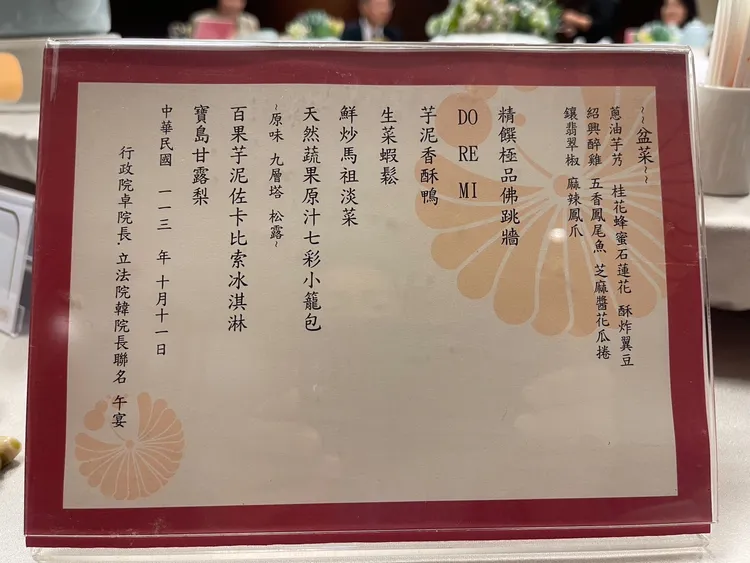 ~~盆菜~~
蔥油芋艿 桂花蜂蜜石蓮花 酥炸翼豆
紹興醉雞 五香鳳尾魚 芝麻醬花瓜捲
鑲翡翠椒 麻辣鳳爪
精饌極品佛跳牆
DO RE MI
芋泥香酥鴨
生菜蝦鬆
鮮炒馬祖淡菜
天然蔬果原汁七彩小籠包
~原味 九層塔 松露~
百果芋泥佐卡比索冰淇淋
寶島甘露梨
中華民國 一一三 年 十月十一日
行政院卓院長.立法院韓院長聯名 午宴